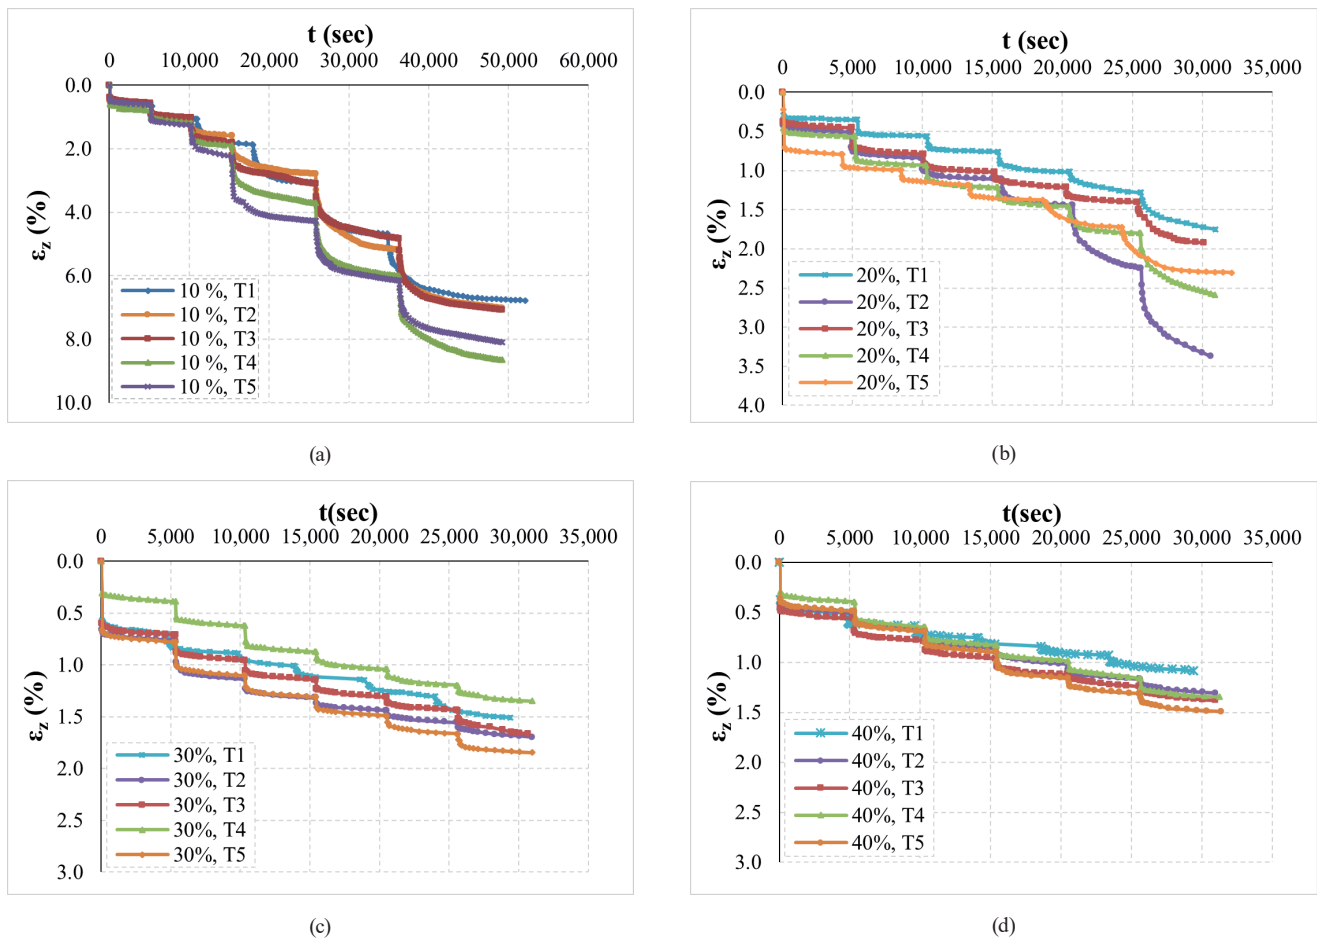 t (sec)
0 10,000 20,000 30,000 40,000 50,000 60,000
0.0
2.0
4.0
6.0
8.0
10.0
ε_z (%)
10 %, T1
10 %, T2
10 %, T3
10 %, T4
10 %, T5
(a)
t (sec)
0 5,000 10,000 15,000 20,000 25,000 30,000 35,000
0.0
0.5
1.0
1.5
2.0
2.5
3.0
3.5
4.0
ε_z (%)
20%, T1
20%, T2
20%, T3
20%, T4
20%, T5
(b)
t(sec)
0 5,000 10,000 15,000 20,000 25,000 30,000 35,000
0.0
0.5
1.0
1.5
2.0
2.5
3.0
ε_z (%)
30%, T1
30%, T2
30%, T3
30%, T4
30%, T5
(c)
t(sec)
0 5,000 10,000 15,000 20,000 25,000 30,000 35,000
0.0
0.5
1.0
1.5
2.0
2.5
3.0
ε_z (%)
40%, T1
40%, T2
40%, T3
40%, T4
40%, T5
(d)